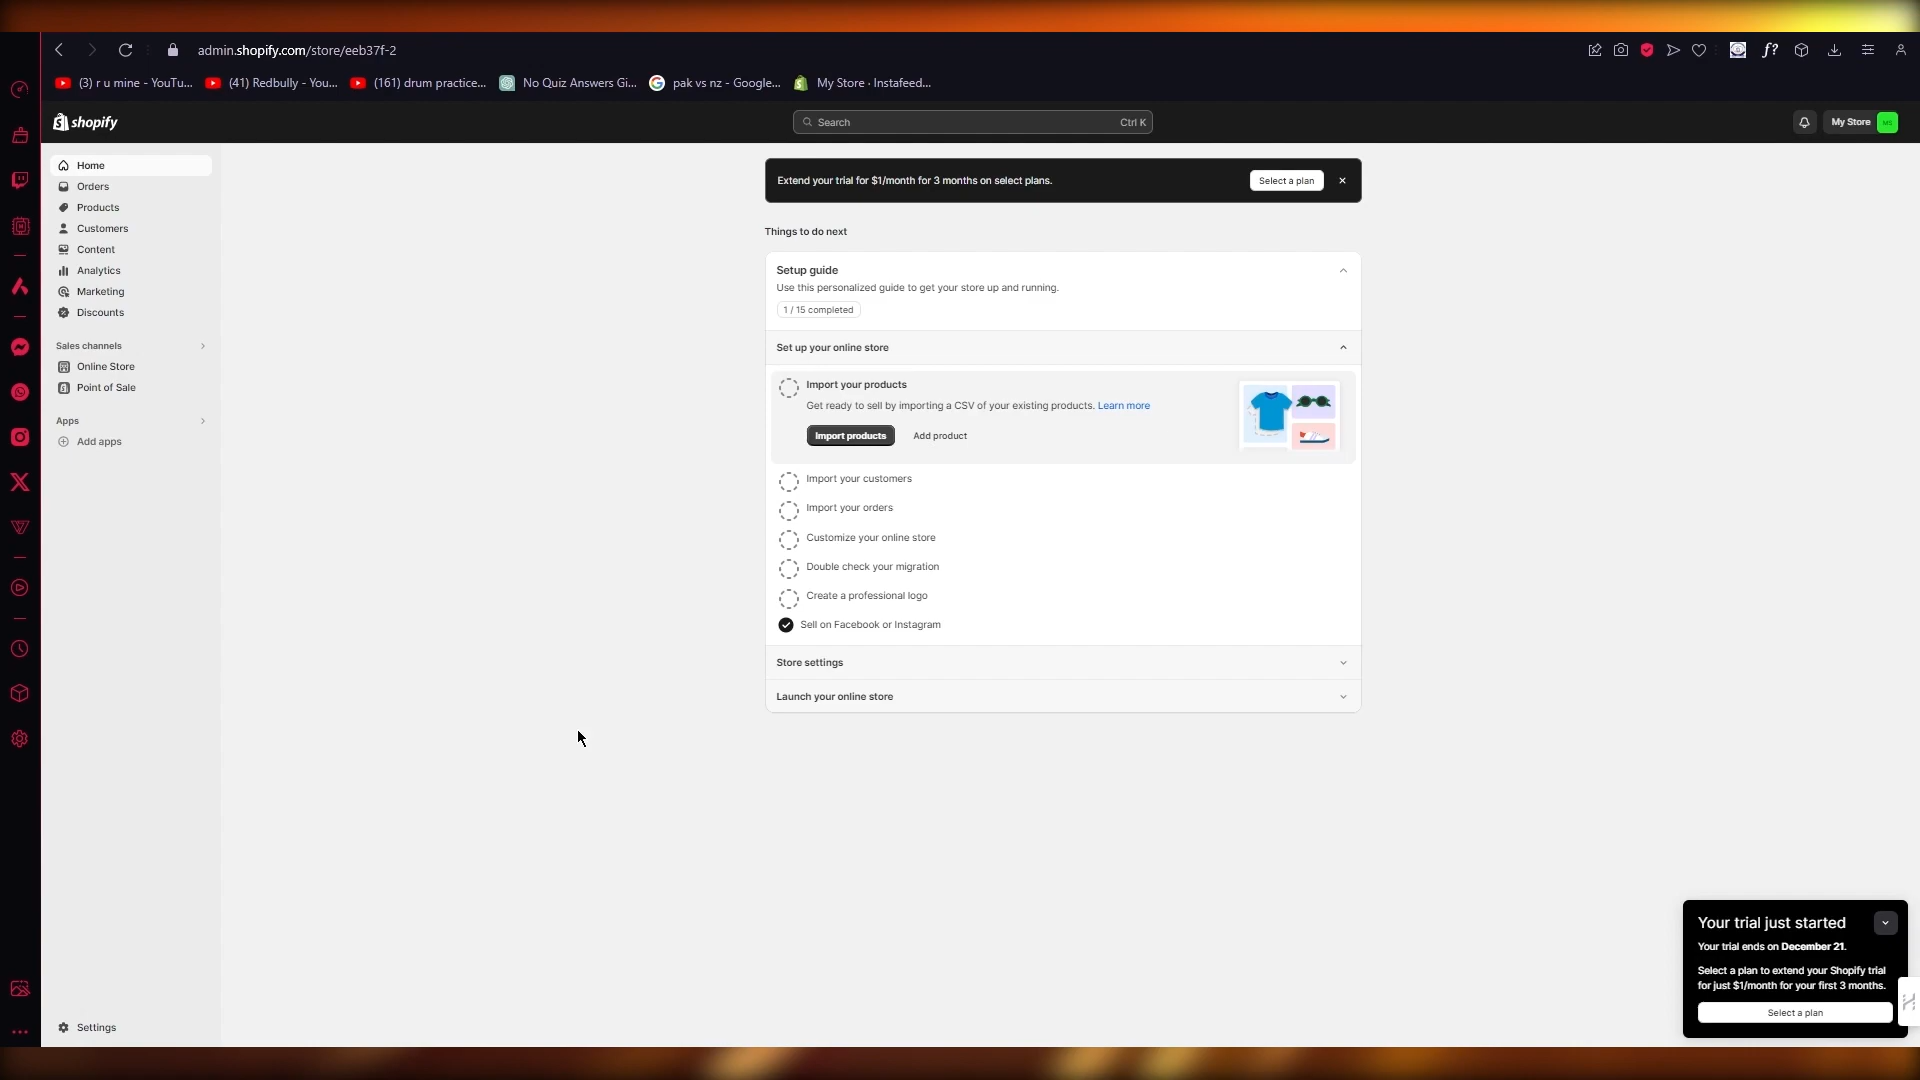 admin.shopify.com/store/eeb37f-2
(3) r u mine - YouTu...
(41) Redbully - You...
(161) drum practice...
No Quiz Answers Gi...
pak vs nz - Google...
My Store · Instafeed...
shopify
Search
Ctrl K
My Store
Home
Orders
Products
Customers
Content
Analytics
Marketing
Discounts
Sales channels
Online Store
Point of Sale
Apps
Add apps
Settings
Extend your trial for $1/month for 3 months on select plans.
Select a plan
Things to do next
Setup guide
Use this personalized guide to get your store up and running.
1 / 15 completed
Set up your online store
Import your products
Get ready to sell by importing a CSV of your existing products. Learn more
Import products
Add product
Import your customers
Import your orders
Customize your online store
Double check your migration
Create a professional logo
Sell on Facebook or Instagram
Store settings
Launch your online store
Your trial just started
Your trial ends on December 21.
Select a plan to extend your Shopify trial
for just $1/month for your first 3 months.
Select a plan